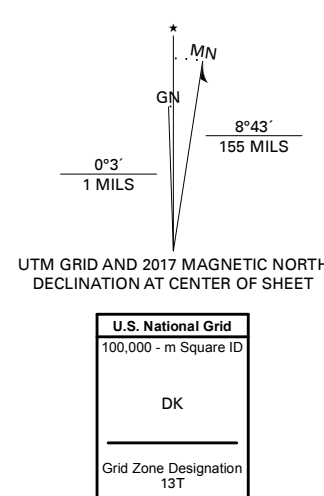 ★
MN
GN
8°43´
155 MILS
0°3´
1 MILS
UTM GRID AND 2017 MAGNETIC NORTH
DECLINATION AT CENTER OF SHEET
U.S. National Grid
100,000 - m Square ID
DK
Grid Zone Designation
13T